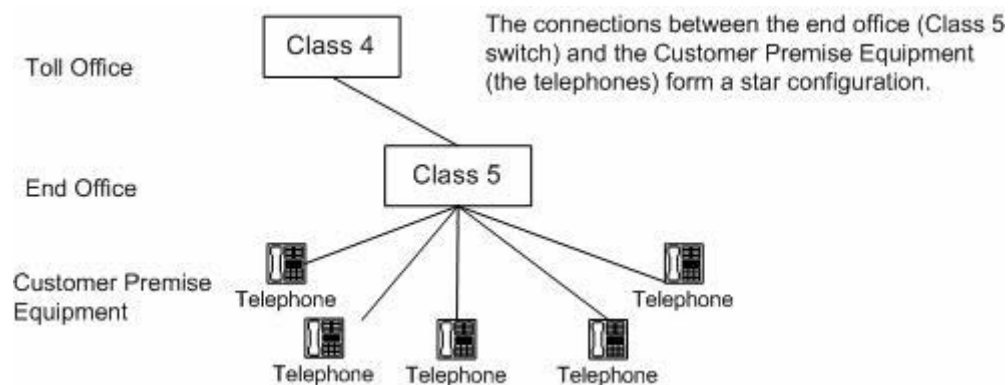 The connections between the end office (Class 5
switch) and the Customer Premise Equipment
(the telephones) form a star configuration.
Toll Office
Class 4
End Office
Class 5
Customer Premise
Equipment
Telephone
Telephone
Telephone
Telephone
Telephone